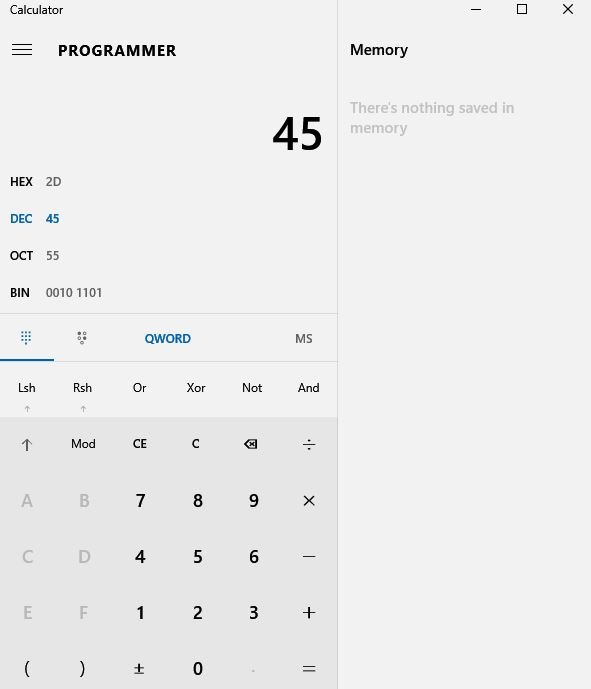 Calculator
PROGRAMMER
45
HEX 2D
DEC 45
OCT 55
BIN 0010 1101
QWORD MS
Lsh Rsh Or Xor Not And
↑ ↑
↑ Mod CE C ⌫ ÷
A B 7 8 9 ×
C D 4 5 6 −
E F 1 2 3 +
( ) ± 0 . =
Memory
There's nothing saved in
memory